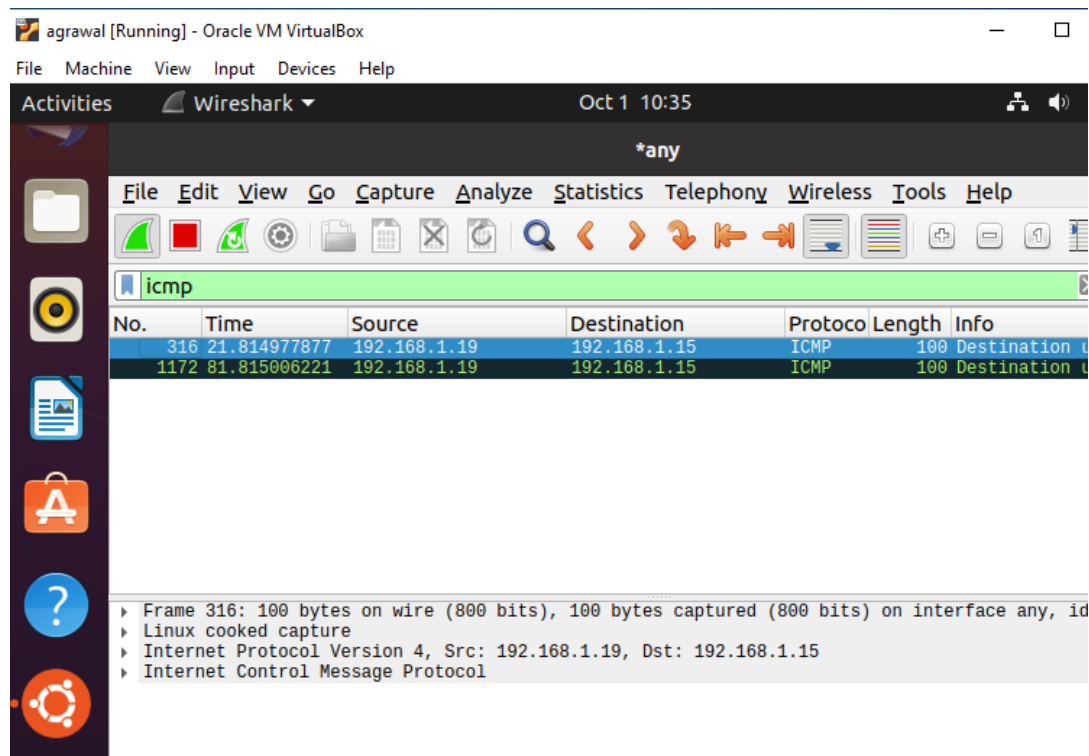 agrawal [Running] - Oracle VM VirtualBox
File Machine View Input Devices Help
Activities Wireshark Oct 1 10:35
*any
File Edit View Go Capture Analyze Statistics Telephony Wireless Tools Help
icmp
No. Time Source Destination Protoco Length Info
316 21.814977877 192.168.1.19 192.168.1.15 ICMP 100 Destination u
1172 81.815006221 192.168.1.19 192.168.1.15 ICMP 100 Destination u
Frame 316: 100 bytes on wire (800 bits), 100 bytes captured (800 bits) on interface any, id
Linux cooked capture
Internet Protocol Version 4, Src: 192.168.1.19, Dst: 192.168.1.15
Internet Control Message Protocol